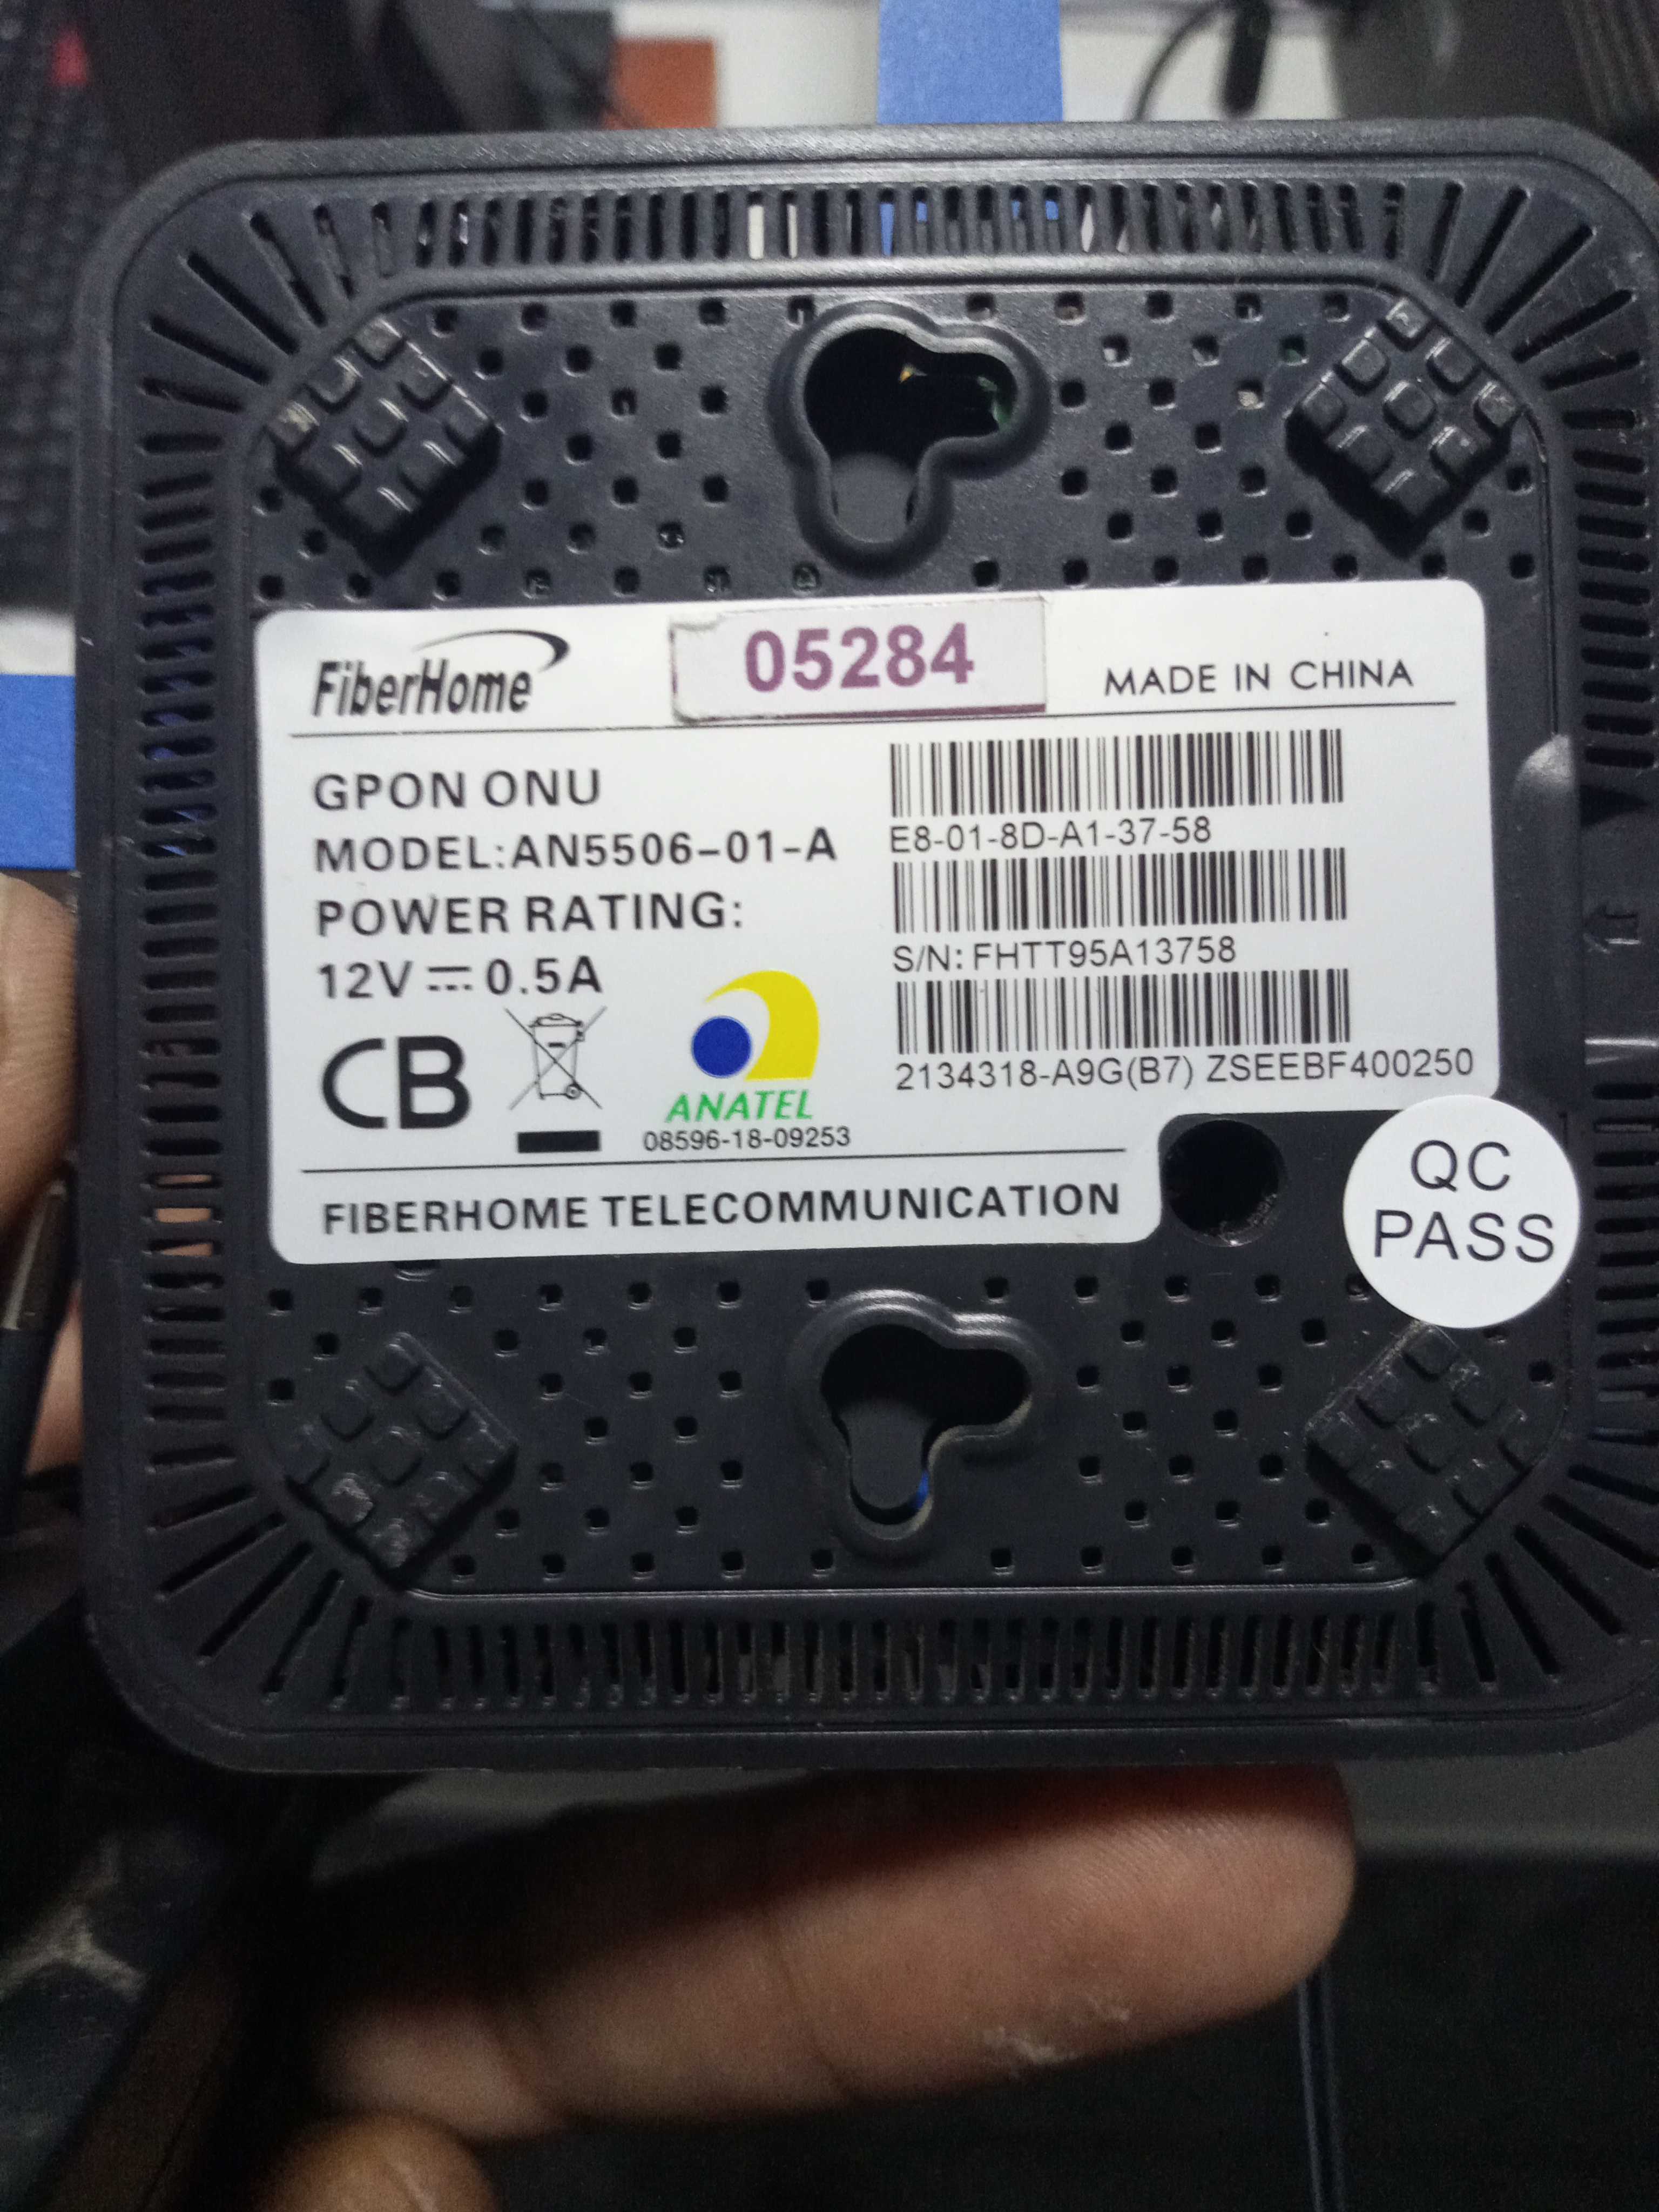 FiberHome
05284
MADE IN CHINA
GPON ONU
MODEL:AN5506-01-A
POWER RATING:
12V ⎓ 0.5A
E8-01-8D-A1-37-58
S/N: FHTT95A13758
2134318-A9G(B7) ZSEEBF400250
CB
ANATEL
08596-18-09253
FIBERHOME TELECOMMUNICATION
QC
PASS